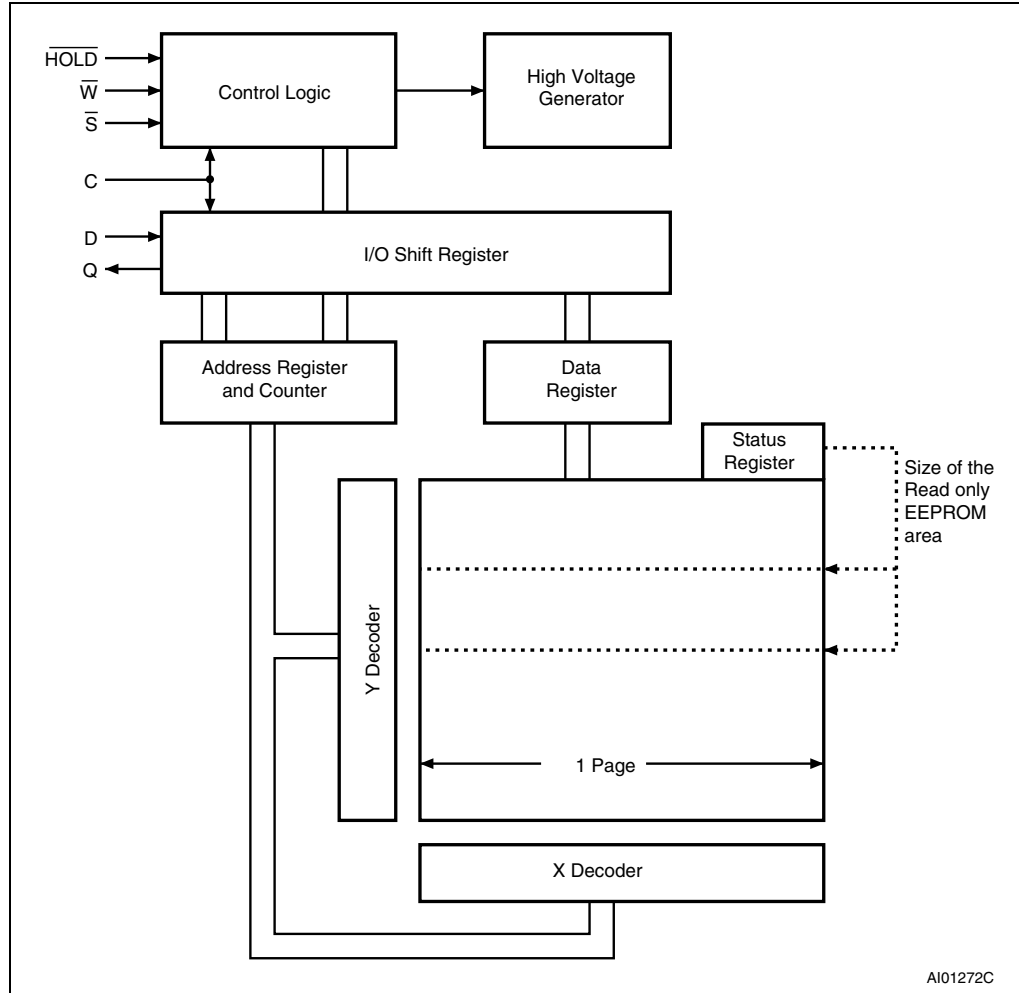 H̅O̅L̅D̅
W̅
S̅
C
D
Q
Control Logic
High Voltage
Generator
I/O Shift Register
Address Register
and Counter
Data
Register
Status
Register
Size of the
Read only
EEPROM
area
Y Decoder
1 Page
X Decoder
AI01272C